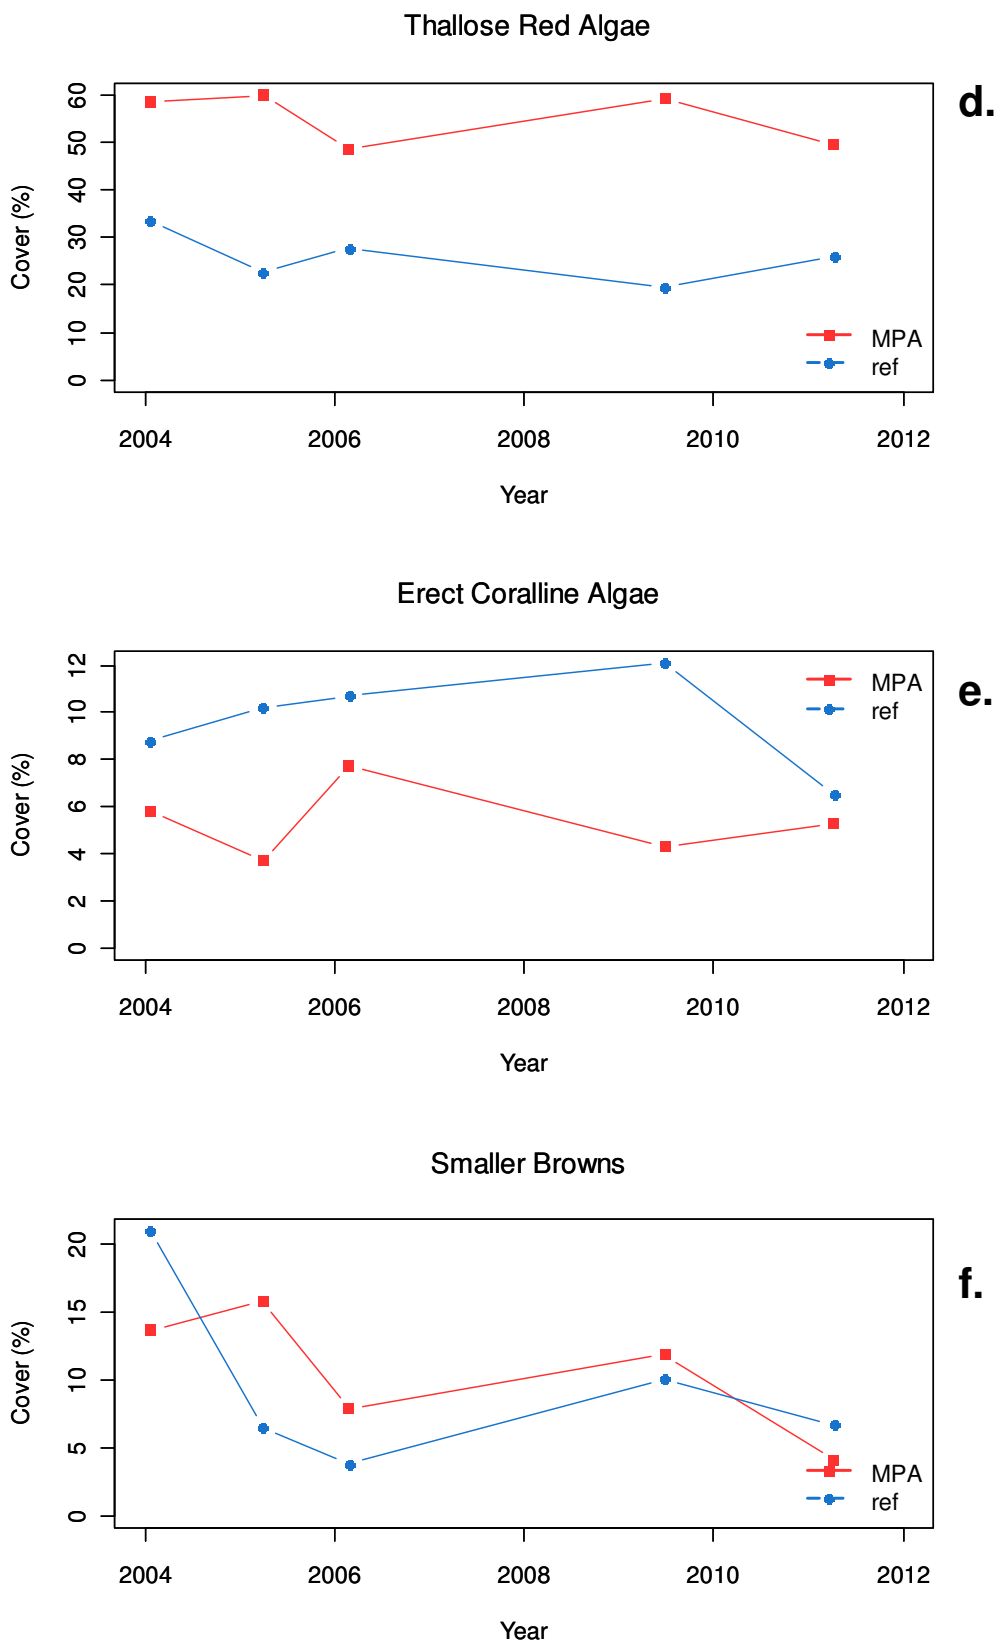 Thallose Red Algae
d.
Cover (%)
60
50
40
30
20
10
0
MPA
ref
2004 2006 2008 2010 2012
Year
Erect Coralline Algae
e.
Cover (%)
12
10
8
6
4
2
0
MPA
ref
2004 2006 2008 2010 2012
Year
Smaller Browns
f.
Cover (%)
20
15
10
5
0
MPA
ref
2004 2006 2008 2010 2012
Year